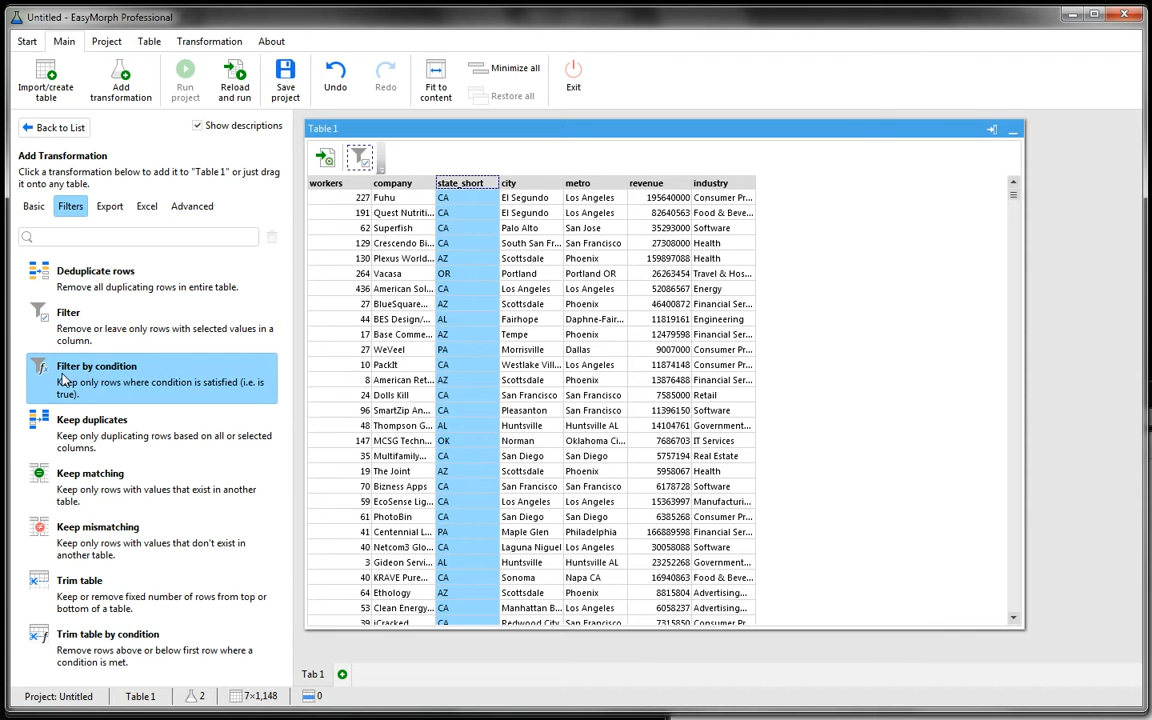 Untitled - EasyMorph Professional
Start Main Project Table Transformation About
Import/create table
Add transformation
Run project
Reload and run
Save project
Undo
Redo
Fit to content
Minimize all
Restore all
Exit
Back to List
Show descriptions
Add Transformation
Click a transformation below to add it to "Table 1" or just drag
it onto any table.
Basic Filters Export Excel Advanced
Deduplicate rows
Remove all duplicating rows in entire table.
Filter
Remove or leave only rows with selected values in a
column.
Filter by condition
Keep only rows where condition is satisfied (i.e. is
true).
Keep duplicates
Keep only duplicating rows based on all or selected
columns.
Keep matching
Keep only rows with values that exist in another
table.
Keep mismatching
Keep only rows with values that don't exist in
another table.
Trim table
Keep or remove fixed number of rows from top or
bottom of a table.
Trim table by condition
Remove rows above or below first row where a
condition is met.
Table 1
workers company state_short city metro revenue industry
227 Fuhu CA El Segundo Los Angeles 195640000 Consumer Pr...
191 Quest Nutriti... CA El Segundo Los Angeles 82640563 Food & Beve...
62 Superfish CA Palo Alto San Jose 35293000 Software
129 Crescendo Bi... CA South San Fr... San Francisco 27308000 Health
130 Plexus World... AZ Scottsdale Phoenix 159897088 Health
264 Vacasa OR Portland Portland OR 26263454 Travel & Hos...
436 American Sol... CA Los Angeles Los Angeles 52086567 Energy
27 BlueSquare... AZ Scottsdale Phoenix 46400872 Financial Ser...
44 BES Design/... AL Fairhope Daphne-Fair... 11819161 Engineering
17 Base Comme... AZ Tempe Phoenix 12479598 Financial Ser...
27 WeVeel PA Morrisville Dallas 9007000 Consumer Pr...
10 PackIt CA Westlake Vill... Los Angeles 11874148 Consumer Pr...
8 American Ret... AZ Scottsdale Phoenix 13876488 Financial Ser...
24 Dolls Kill CA San Francisco San Francisco 7585000 Retail
96 SmartZip An... CA Pleasanton San Francisco 11396150 Software
48 Thompson G... AL Huntsville Huntsville AL 14104761 Government...
147 MCSG Techn... OK Norman Oklahoma Ci... 7686703 IT Services
35 Multifamily... CA San Diego San Diego 5757194 Real Estate
19 The Joint AZ Scottsdale Phoenix 5958067 Health
70 Bizness Apps CA San Francisco San Francisco 6178728 Software
59 EcoSense Lig... CA Los Angeles Los Angeles 15363997 Manufacturi...
61 PhotoBin CA San Diego San Diego 6385268 Consumer Pr...
41 Centennial L... PA Maple Glen Philadelphia 166889598 Financial Ser...
40 Netcom3 Glo... CA Laguna Niguel Los Angeles 30058088 Software
3 Gideon Servi... AL Huntsville Huntsville AL 23252268 Government...
40 KRAVE Pure... CA Sonoma Napa CA 16940863 Food & Beve...
64 Ethology AZ Scottsdale Phoenix 8815804 Advertising...
53 Clean Energy... CA Manhattan B... Los Angeles 6058237 Advertising...
39 iCracked CA Redwood City San Francisco 7315850 Consumer Pr...
Tab 1
Project: Untitled Table 1 2 7×1,148 0